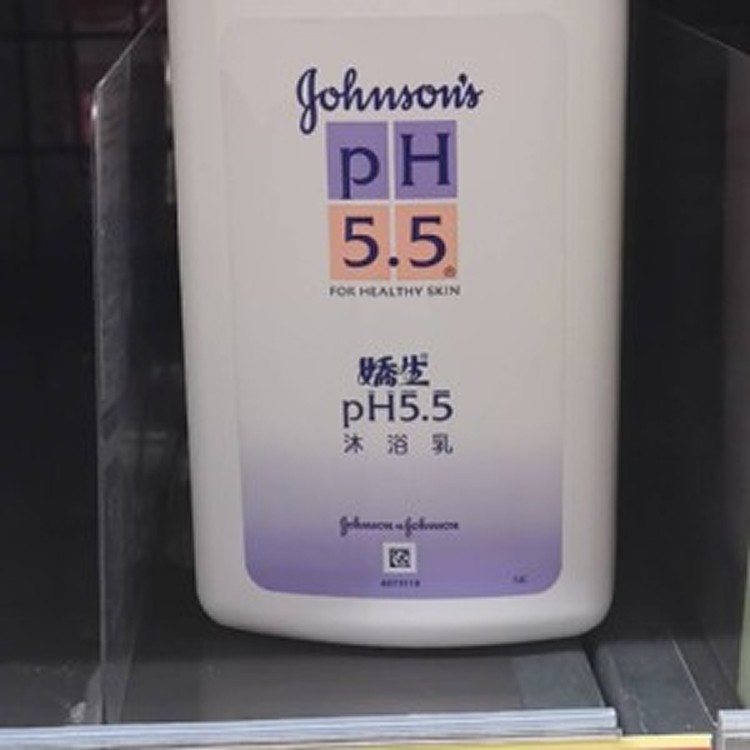 Johnson's
pH
5.5®
FOR HEALTHY SKIN
嬌生®
pH5.5
沐浴乳
Johnson & Johnson